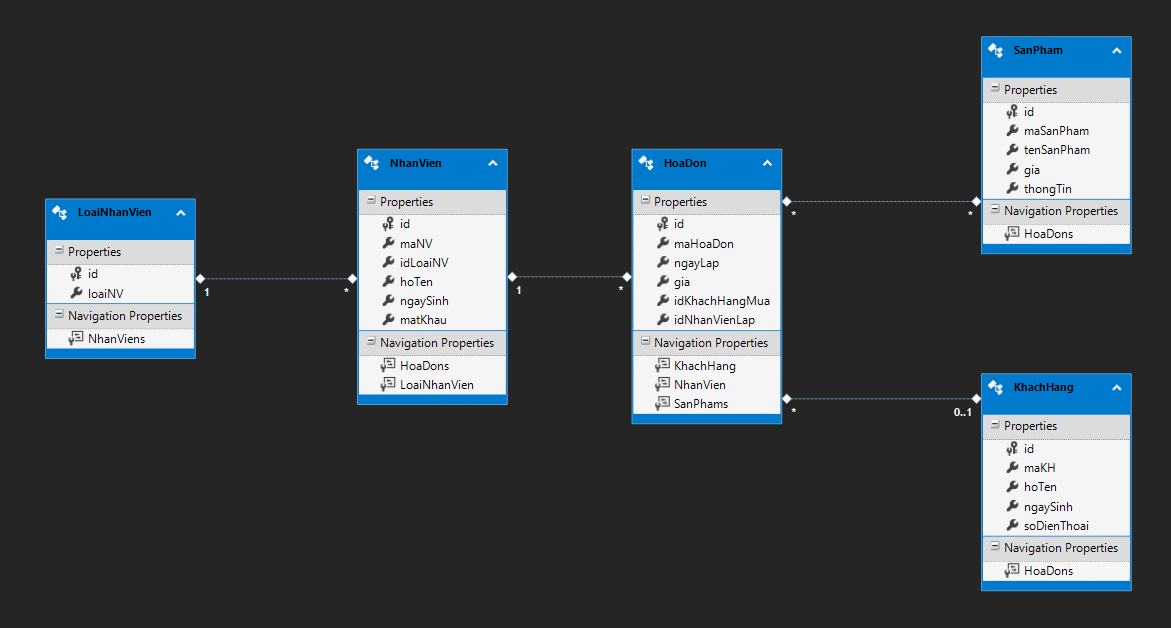 LoaiNhanVien
Properties
id
loaiNV
Navigation Properties
NhanViens
1
*
NhanVien
Properties
id
maNV
idLoaiNV
hoTen
ngaySinh
matKhau
Navigation Properties
HoaDons
LoaiNhanVien
1
*
HoaDon
Properties
id
maHoaDon
ngayLap
gia
idKhachHangMua
idNhanVienLap
Navigation Properties
KhachHang
NhanVien
SanPhams
*
*
SanPham
Properties
id
maSanPham
tenSanPham
gia
thongTin
Navigation Properties
HoaDons
*
0..1
KhachHang
Properties
id
maKH
hoTen
ngaySinh
soDienThoai
Navigation Properties
HoaDons